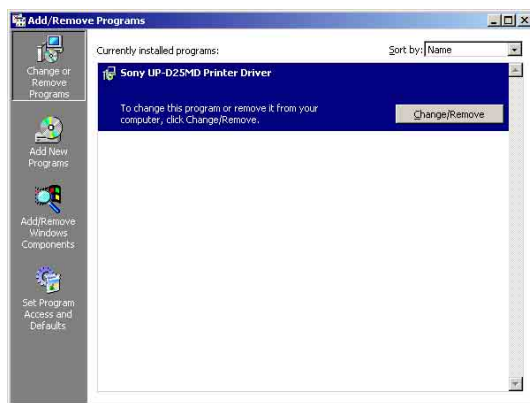 Add/Remove Programs
Change or
Remove
Programs
Add New
Programs
Add/Remove
Windows
Components
Set Program
Access and
Defaults
Currently installed programs:
Sort by: Name
Sony UP-D25MD Printer Driver
To change this program or remove it from your
computer, click Change/Remove.
Change/Remove